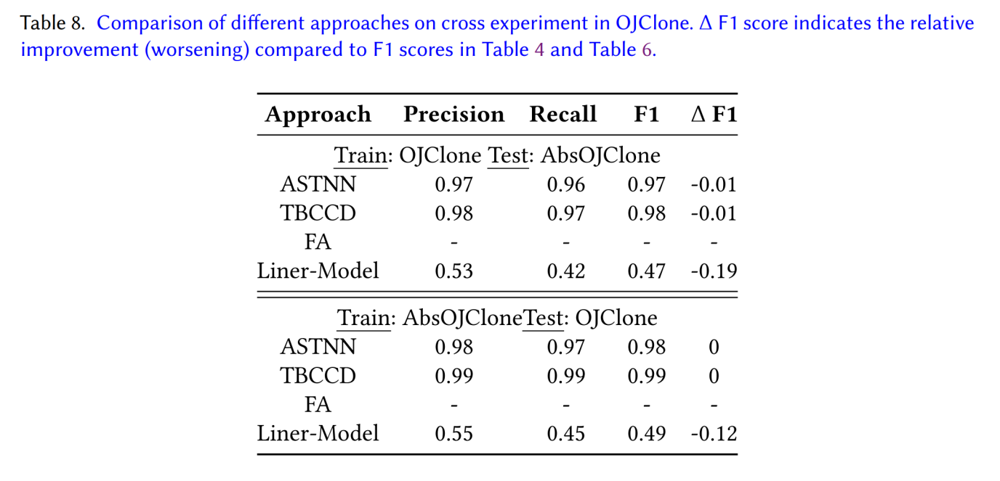 Table 8. Comparison of different approaches on cross experiment in OJClone. Δ F1 score indicates the relative
improvement (worsening) compared to F1 scores in Table 4 and Table 6.
Approach Precision Recall F1 Δ F1
Train: OJClone Test: AbsOJClone
ASTNN 0.97 0.96 0.97 -0.01
TBCCD 0.98 0.97 0.98 -0.01
FA - - - -
Liner-Model 0.53 0.42 0.47 -0.19
Train: AbsOJCloneTest: OJClone
ASTNN 0.98 0.97 0.98 0
TBCCD 0.99 0.99 0.99 0
FA - - - -
Liner-Model 0.55 0.45 0.49 -0.12